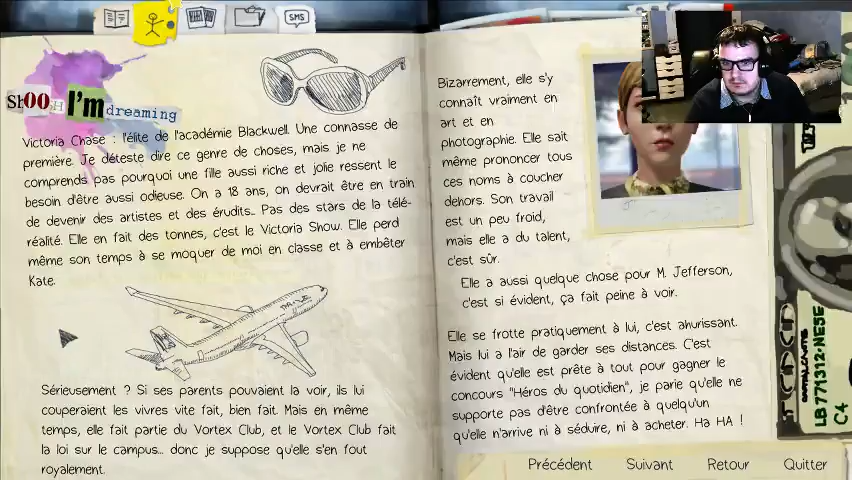 SMS
ShOOSH I'm dreaming
Victoria Chase : l'élite de l'académie Blackwell. Une connasse de
première. Je déteste dire ce genre de choses, mais je ne
comprends pas pourquoi une fille aussi riche et jolie ressent le
besoin d'être aussi odieuse. On a 18 ans, on devrait être en train
de devenir des artistes et des érudits... Pas des stars de la télé-
réalité. Elle en fait des tonnes, c'est le Victoria Show. Elle perd
même son temps à se moquer de moi en classe et à embêter
Kate.
Sérieusement ? Si ses parents pouvaient la voir, ils lui
couperaient les vivres vite fait, bien fait. Mais en même
temps, elle fait partie du Vortex Club, et le Vortex Club fait
la loi sur le campus... donc je suppose qu'elle s'en fout
royalement.
Bizarrement, elle s'y
connaît vraiment en
art et en
photographie. Elle sait
même prononcer tous
ces noms à coucher
dehors. Son travail
est un peu froid,
mais elle a du talent,
c'est sûr.
Elle a aussi quelque chose pour M. Jefferson,
c'est si évident, ça fait peine à voir.
Elle se frotte pratiquement à lui, c'est ahurissant.
Mais lui a l'air de garder ses distances. C'est
évident qu'elle est prête à tout pour gagner le
concours "Héros du quotidien", je parie qu'elle ne
supporte pas d'être confrontée à quelqu'un
qu'elle n'arrive ni à séduire, ni à acheter. Ha HA !
LB771312-NE5E
C4
Précédent Suivant Retour Quitter